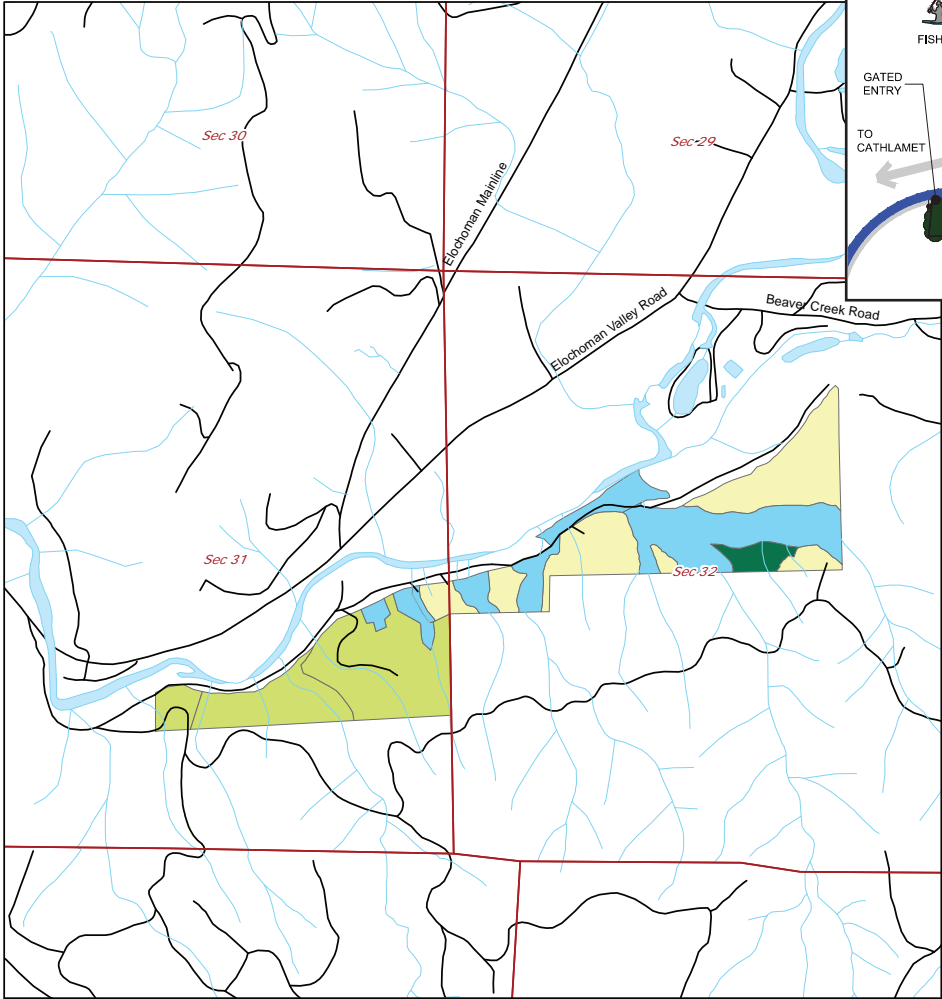 FISH
GATED
ENTRY
TO
CATHLAMET
Sec 30
Sec 29
Elochoman Mainline
Elochoman Valley Road
Beaver Creek Road
Sec 31
Sec 32